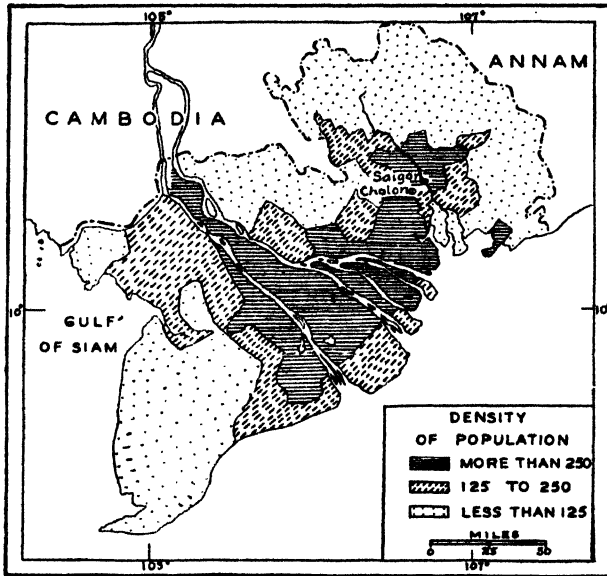 105° 107°
ANNAM
CAMBODIA
Saigon
Cholon
10° 10°
GULF
OF SIAM
DENSITY
OF POPULATION
MORE THAN 250
125 TO 250
LESS THAN 125
MILES
0 25 50
105° 107°